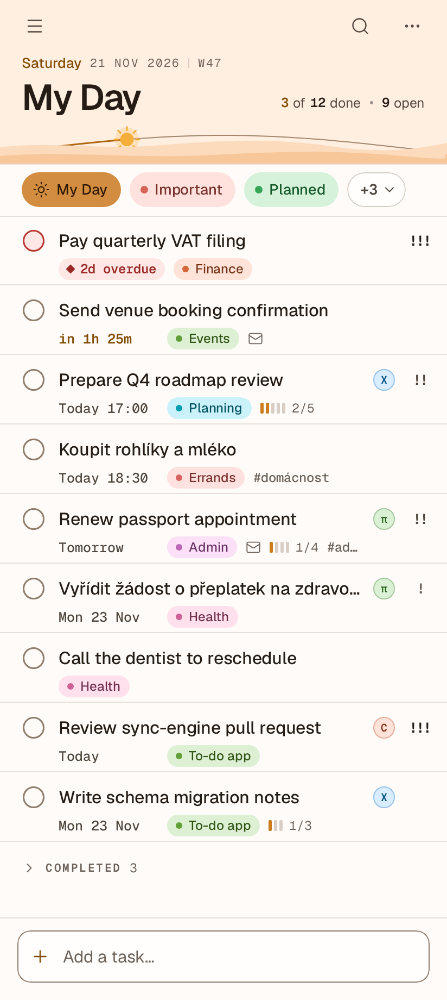 Saturday 21 NOV 2026 | W47
My Day
3 of 12 done • 9 open
My Day Important Planned +3
Pay quarterly VAT filing !!!
2d overdue Finance
Send venue booking confirmation
in 1h 25m Events
Prepare Q4 roadmap review X !!
Today 17:00 Planning 2/5
Koupit rohlíky a mléko
Today 18:30 Errands #domácnost
Renew passport appointment π !!
Tomorrow Admin 1/4 #ad…
Vyřídit žádost o přeplatek na zdravo… π !
Mon 23 Nov Health
Call the dentist to reschedule
Health
Review sync-engine pull request C !!!
Today To-do app
Write schema migration notes X
Mon 23 Nov To-do app 1/3
COMPLETED 3
+ Add a task…